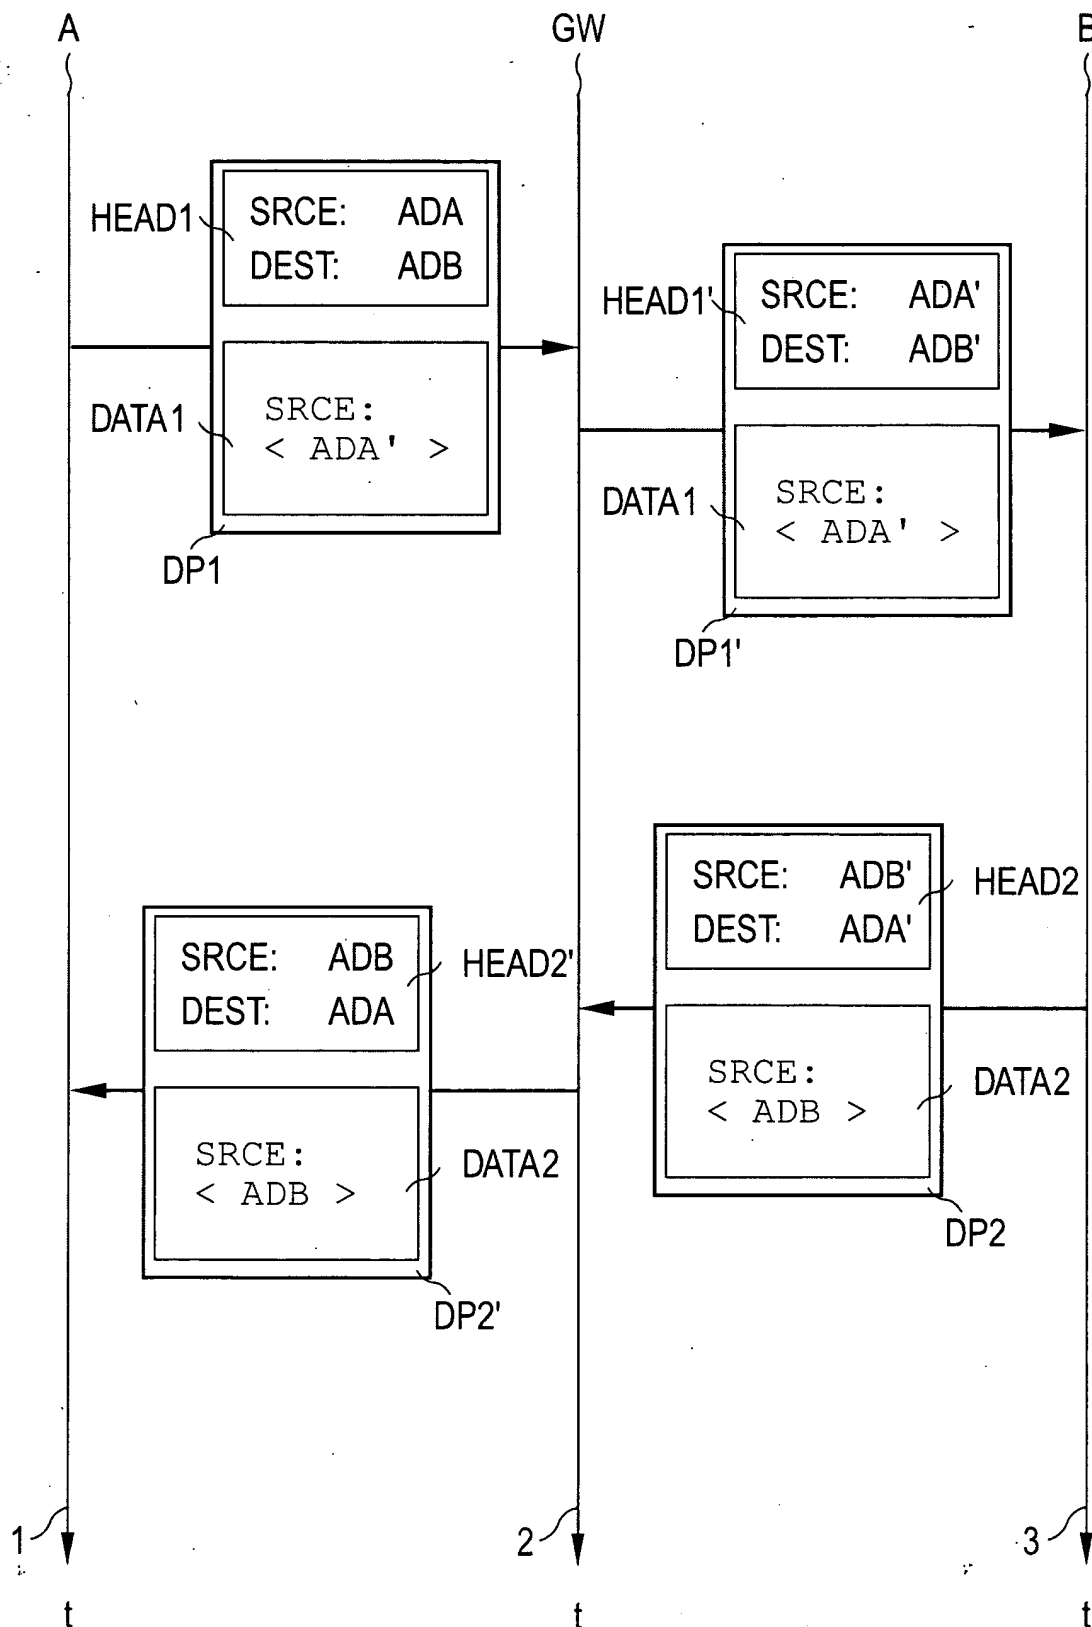 A GW B
HEAD1
SRCE: ADA
DEST: ADB
DATA1
SRCE:
< ADA' >
DP1
HEAD1'
SRCE: ADA'
DEST: ADB'
DATA1
SRCE:
< ADA' >
DP1'
SRCE: ADB'
DEST: ADA'
HEAD2
SRCE:
< ADB >
DATA2
DP2
SRCE: ADB
DEST: ADA
HEAD2'
SRCE:
< ADB >
DATA2
DP2'
1 2 3
t t t